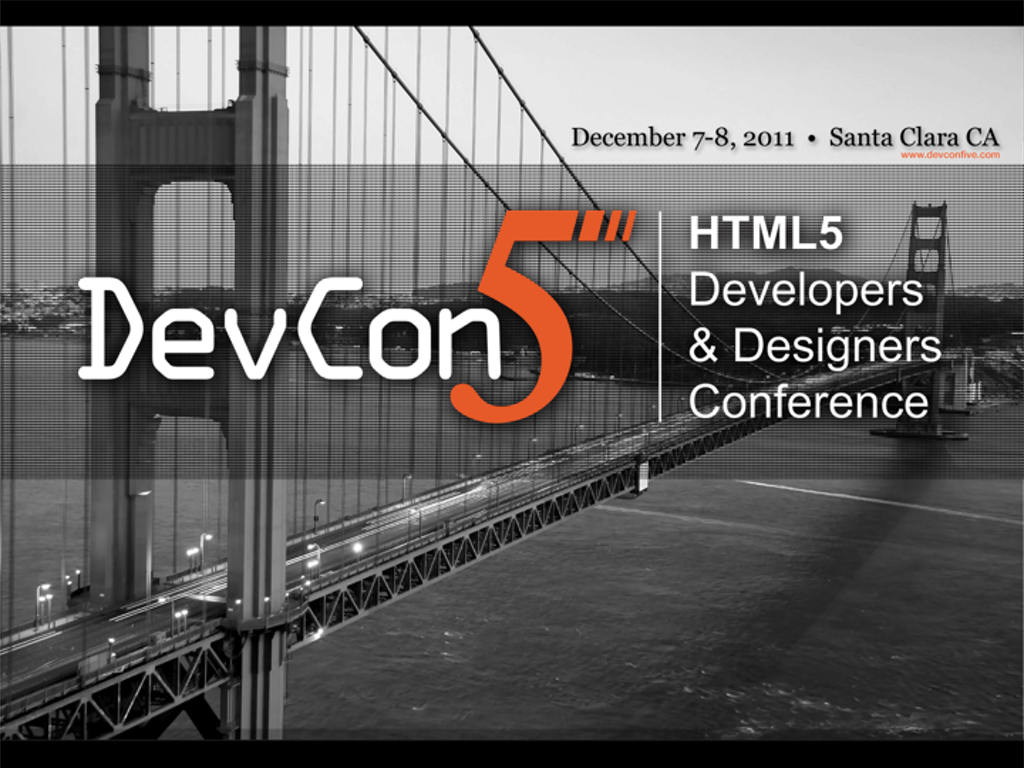 December 7-8, 2011 • Santa Clara CA
www.devconfive.com
DevCon5
HTML5
Developers
& Designers
Conference